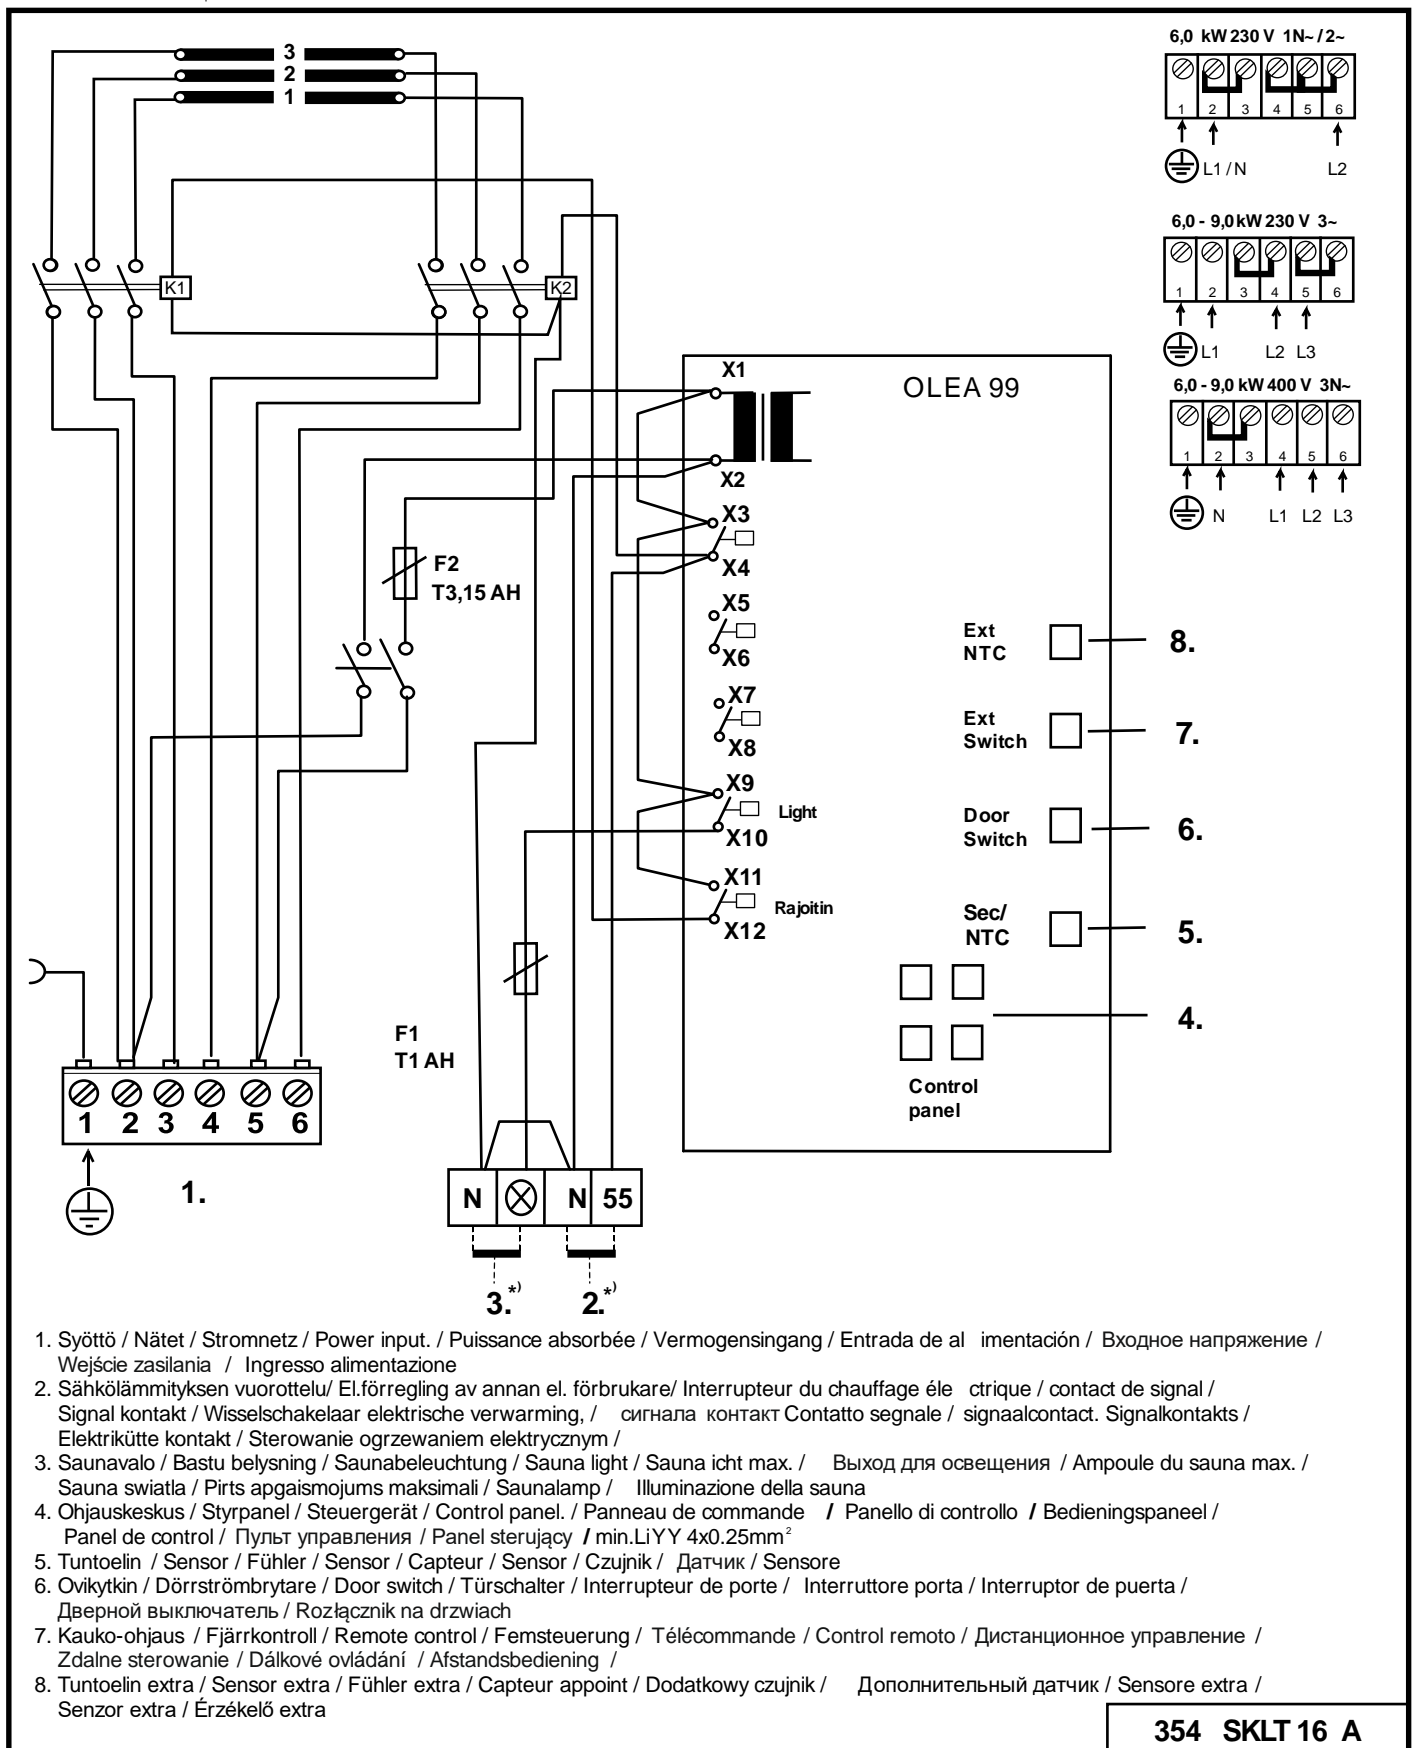 3
2
1
K1
K2
X1
OLEA 99
X2
X3
X4
F2
T3,15 AH
X5
X6
X7
X8
X9
Light
X10
X11
Rajoitin
X12
Ext
NTC
8.
Ext
Switch
7.
Door
Switch
6.
Sec/
NTC
5.
4.
Control
panel
F1
T1 AH
1 2 3 4 5 6
1.
N N 55
3.*)
2.*)
6,0 kW 230 V 1N~ / 2~
1 2 3 4 5 6
L1 / N L2
6,0 - 9,0 kW 230 V 3~
1 2 3 4 5 6
L1 L2 L3
6,0 - 9,0 kW 400 V 3N~
1 2 3 4 5 6
N L1 L2 L3
1. Syöttö / Nätet / Stromnetz / Power input. / Puissance absorbée / Vermogensingang / Entrada de al imentación / Входное напряжение /
Wejście zasilania / Ingresso alimentazione
2. Sähkölämmityksen vuorottelu/ El.förregling av annan el. förbrukare/ Interrupteur du chauffage éle ctrique / contact de signal /
Signal kontakt / Wisselschakelaar elektrische verwarming, / сигнала контакт Contatto segnale / signaalcontact. Signalkontakts /
Elektrikütte kontakt / Sterowanie ogrzewaniem elektrycznym /
3. Saunavalo / Bastu belysning / Saunabeleuchtung / Sauna light / Sauna icht max. / Выход для освещения / Ampoule du sauna max. /
Sauna swiatla / Pirts apgaismojums maksimali / Saunalamp / Illuminazione della sauna
4. Ohjauskeskus / Styrpanel / Steuergerät / Control panel. / Panneau de commande / Panello di controllo / Bedieningspaneel /
Panel de control / Пульт управления / Panel sterujący / min.LiYY 4x0.25mm²
5. Tuntoelin / Sensor / Fühler / Sensor / Capteur / Sensor / Czujnik / Датчик / Sensore
6. Ovikytkin / Dörrströmbrytare / Door switch / Türschalter / Interrupteur de porte / Interruttore porta / Interruptor de puerta /
Дверной выключатель / Rozłącznik na drzwiach
7. Kauko-ohjaus / Fjärrkontroll / Remote control / Femsteuerung / Télécommande / Control remoto / Дистанционное управление /
Zdalne sterowanie / Dálkové ovládání / Afstandsbediening /
8. Tuntoelin extra / Sensor extra / Fühler extra / Capteur appoint / Dodatkowy czujnik / Дополнительный датчик / Sensore extra /
Senzor extra / Érzékelő extra
354 SKLT 16 A